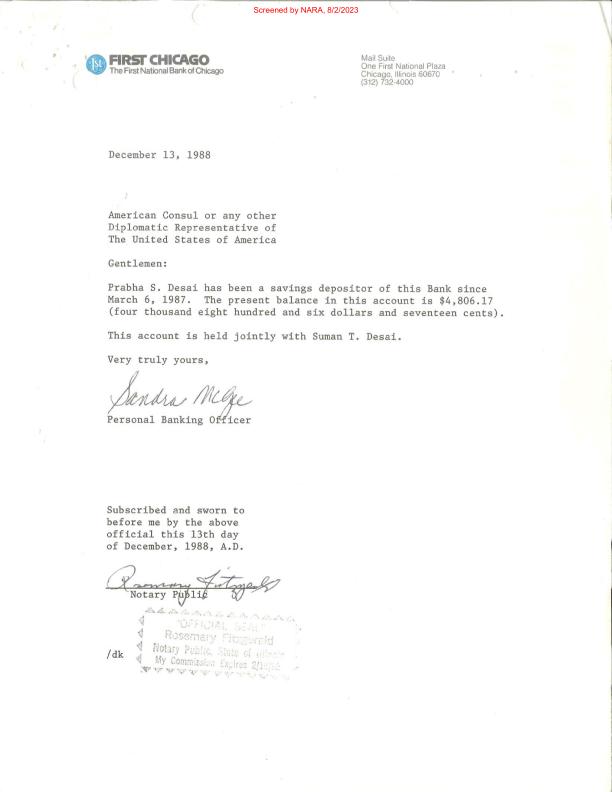 Screened by NARA, 8/2/2023
1st
FIRST CHICAGO
The First National Bank of Chicago
Mail Suite
One First National Plaza
Chicago, Illinois 60670
(312) 732-4000
December 13, 1988
American Consul or any other
Diplomatic Representative of
The United States of America
Gentlemen:
Prabha S. Desai has been a savings depositor of this Bank since
March 6, 1987. The present balance in this account is $4,806.17
(four thousand eight hundred and six dollars and seventeen cents).
This account is held jointly with Suman T. Desai.
Very truly yours,
Sandra McGee
Personal Banking Officer
Subscribed and sworn to
before me by the above
official this 13th day
of December, 1988, A.D.
Rosemary Fitzgerald
Notary Public
"OFFICIAL SEAL"
Rosemary Fitzgerald
Notary Public, State of Illinois
My Commission Expires
/dk